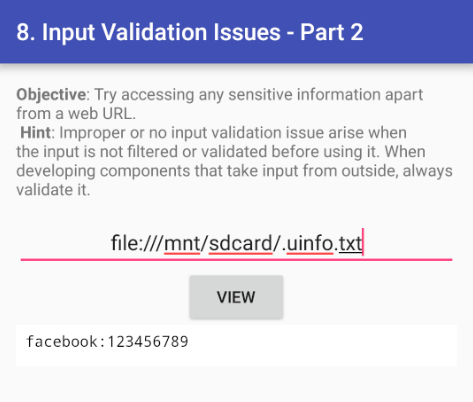 8. Input Validation Issues - Part 2
Objective: Try accessing any sensitive information apart
from a web URL.
Hint: Improper or no input validation issue arise when
the input is not filtered or validated before using it. When
developing components that take input from outside, always
validate it.
file:///mnt/sdcard/.uinfo.txt
VIEW
facebook:123456789